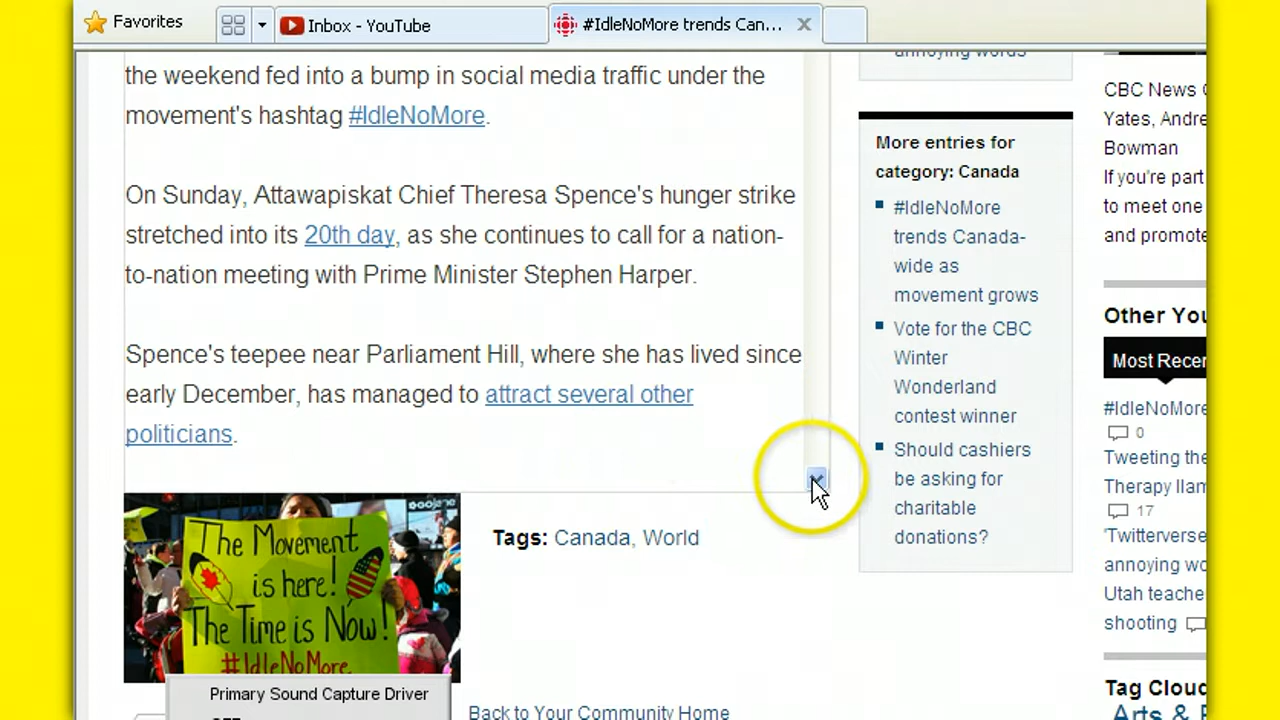 Favorites
Inbox - YouTube
#IdleNoMore trends Can...
the weekend fed into a bump in social media traffic under the
movement's hashtag #IdleNoMore.
On Sunday, Attawapiskat Chief Theresa Spence's hunger strike
stretched into its 20th day, as she continues to call for a nation-
to-nation meeting with Prime Minister Stephen Harper.
Spence's teepee near Parliament Hill, where she has lived since
early December, has managed to attract several other
politicians.
The Movement
is here!
The Time is Now!
#IdleNoMore
Tags: Canada, World
Primary Sound Capture Driver
Back to Your Community Home
annoying words
More entries for
category: Canada
#IdleNoMore
trends Canada-
wide as
movement grows
Vote for the CBC
Winter
Wonderland
contest winner
Should cashiers
be asking for
charitable
donations?
CBC News
Yates, Andre
Bowman
If you're part
to meet one
and promote
Other You
Most Recen
#IdleNoMore
0
Tweeting the
Therapy llam
17
'Twitterverse
annoying wo
Utah teache
shooting
Tag Clou
Arts &